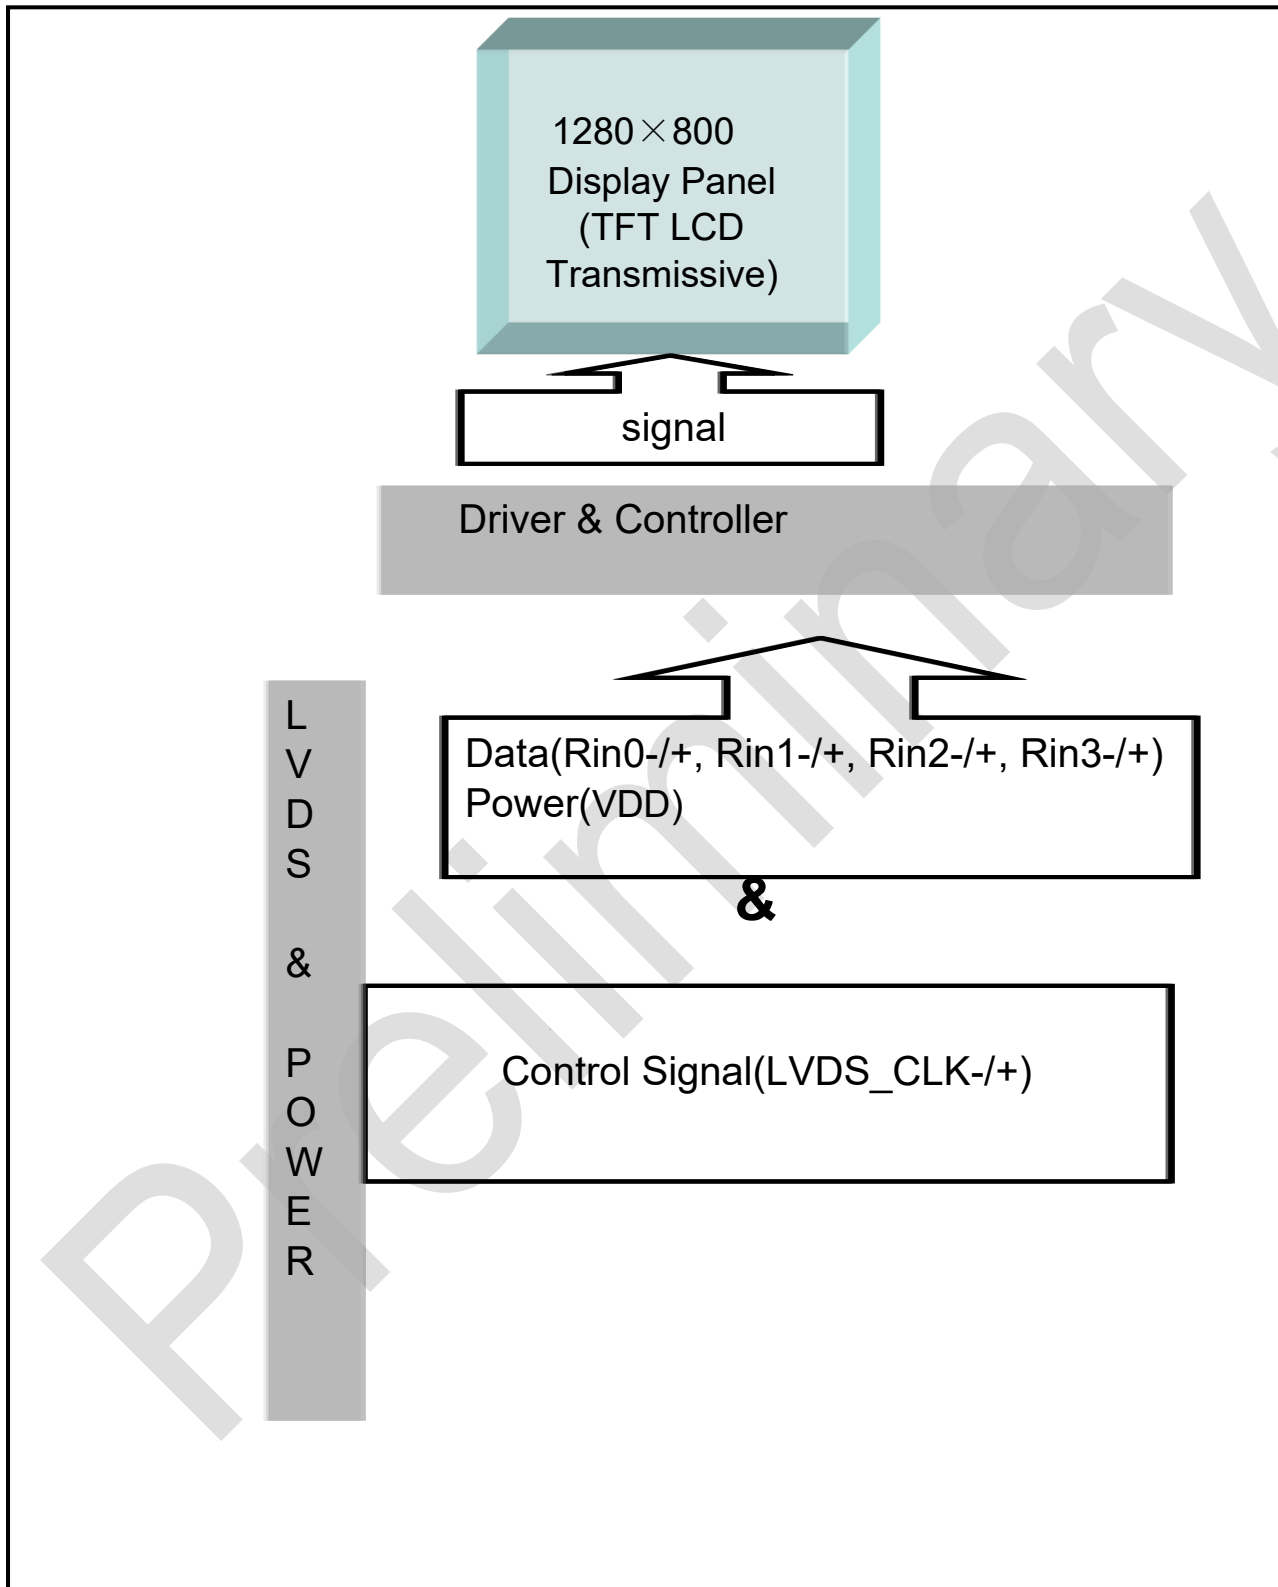 1280×800
Display Panel
(TFT LCD
Transmissive)
signal
Driver & Controller
L
V
D
S
&
P
O
W
E
R
Data(Rin0-/+, Rin1-/+, Rin2-/+, Rin3-/+)
Power(VDD)
&
Control Signal(LVDS_CLK-/+)
Preliminary